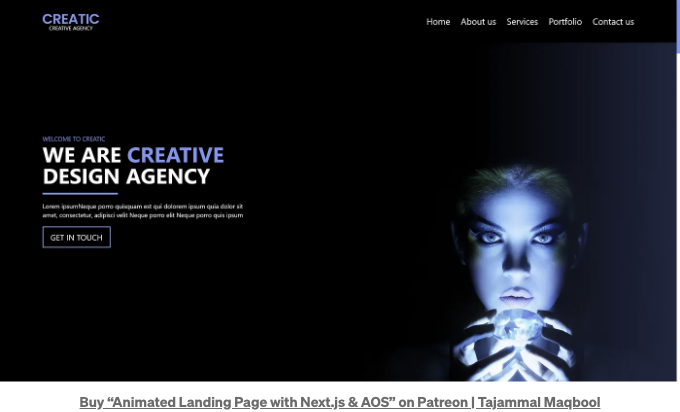 CREATIC
CREATIVE AGENCY
Home About us Services Portfolio Contact us
WELCOME TO CREATIC
WE ARE CREATIVE
DESIGN AGENCY
Lorem ipsum'Neque porro quisquam est qui dolorem ipsum quia dolor sit
amet, consectetur, adipisci velit Neque porro elit Neque porro quis ipsum
GET IN TOUCH
Buy “Animated Landing Page with Next.js & AOS” on Patreon | Tajammal Maqbool